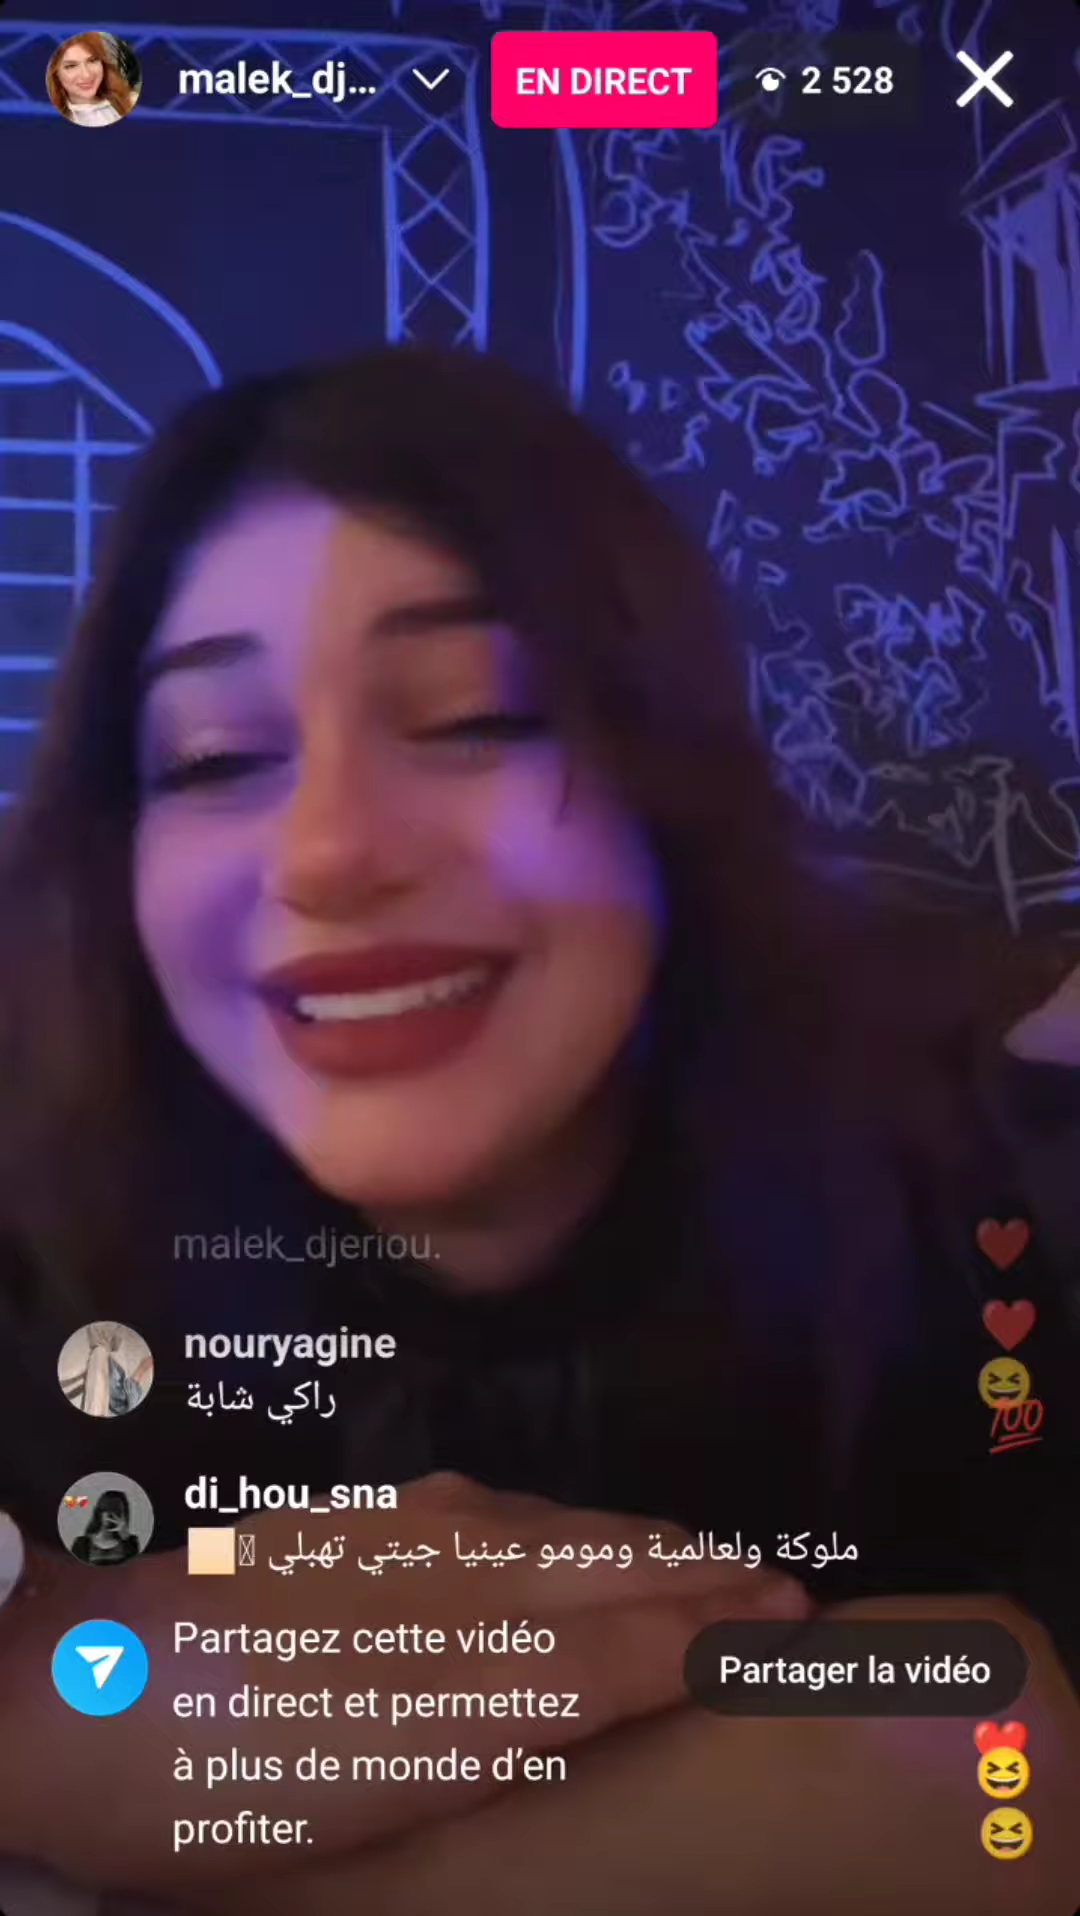 malek_dj...
EN DIRECT
2 528
malek_djeriou.
nouryagine
راكي شابة
di_hou_sna
ملوكة ولعالمية ومومو عينيا جيتي تهبلي
Partagez cette vidéo
en direct et permettez
à plus de monde d’en
profiter.
Partager la vidéo